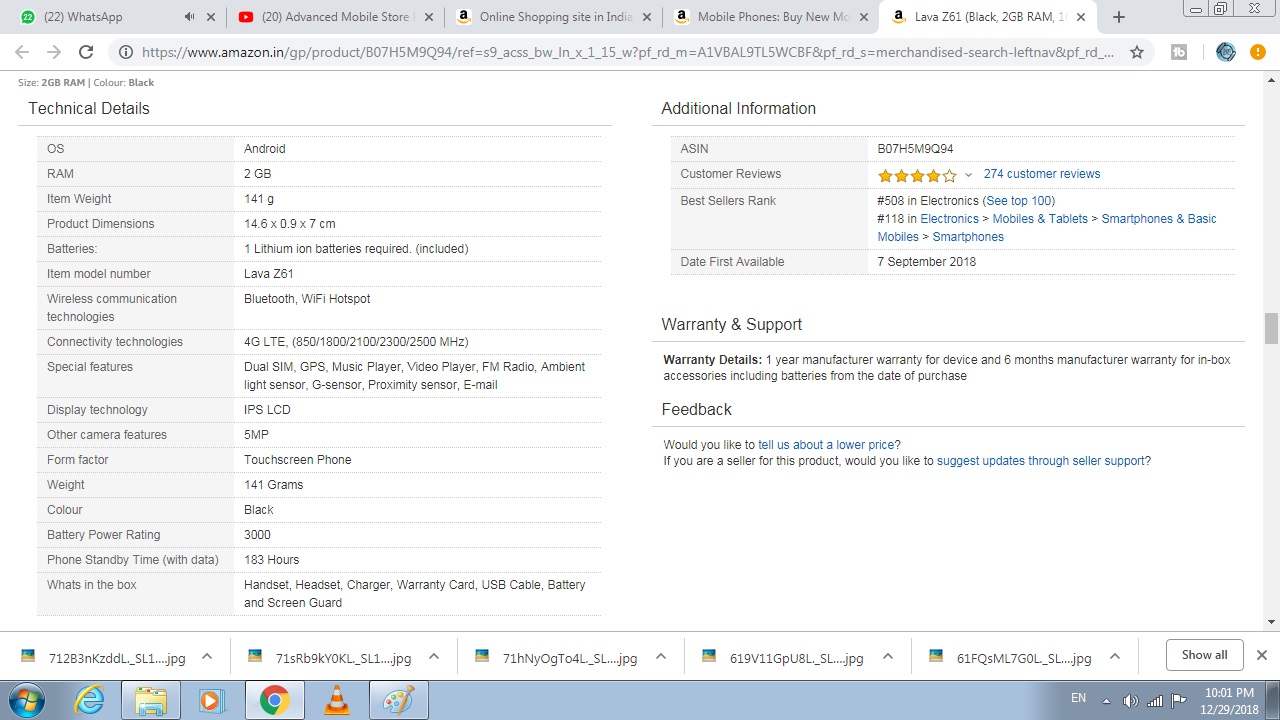 (22) WhatsApp
(20) Advanced Mobile Store
Online Shopping site in India
Mobile Phones: Buy New Mo
Lava Z61 (Black, 2GB RAM, 16
https://www.amazon.in/gp/product/B07H5M9Q94/ref=s9_acss_bw_ln_x_1_15_w?pf_rd_m=A1VBAL9TL5WCBF&pf_rd_s=merchandised-search-leftnav&pf_rd_...
Size: 2GB RAM | Colour: Black
Technical Details
OS Android
RAM 2 GB
Item Weight 141 g
Product Dimensions 14.6 x 0.9 x 7 cm
Batteries: 1 Lithium ion batteries required. (included)
Item model number Lava Z61
Wireless communication technologies Bluetooth, WiFi Hotspot
Connectivity technologies 4G LTE, (850/1800/2100/2300/2500 MHz)
Special features Dual SIM, GPS, Music Player, Video Player, FM Radio, Ambient
light sensor, G-sensor, Proximity sensor, E-mail
Display technology IPS LCD
Other camera features 5MP
Form factor Touchscreen Phone
Weight 141 Grams
Colour Black
Battery Power Rating 3000
Phone Standby Time (with data) 183 Hours
Whats in the box Handset, Headset, Charger, Warranty Card, USB Cable, Battery
and Screen Guard
Additional Information
ASIN B07H5M9Q94
Customer Reviews 274 customer reviews
Best Sellers Rank #508 in Electronics (See top 100)
#118 in Electronics > Mobiles & Tablets > Smartphones & Basic
Mobiles > Smartphones
Date First Available 7 September 2018
Warranty & Support
Warranty Details: 1 year manufacturer warranty for device and 6 months manufacturer warranty for in-box
accessories including batteries from the date of purchase
Feedback
Would you like to tell us about a lower price?
If you are a seller for this product, would you like to suggest updates through seller support?
712B3nKzddL._SL1....jpg
71sRb9kY0KL._SL1....jpg
71hNyOgTo4L._SL....jpg
619V11GpU8L._SL....jpg
61FQsML7G0L._SL....jpg
Show all
EN
10:01 PM
12/29/2018